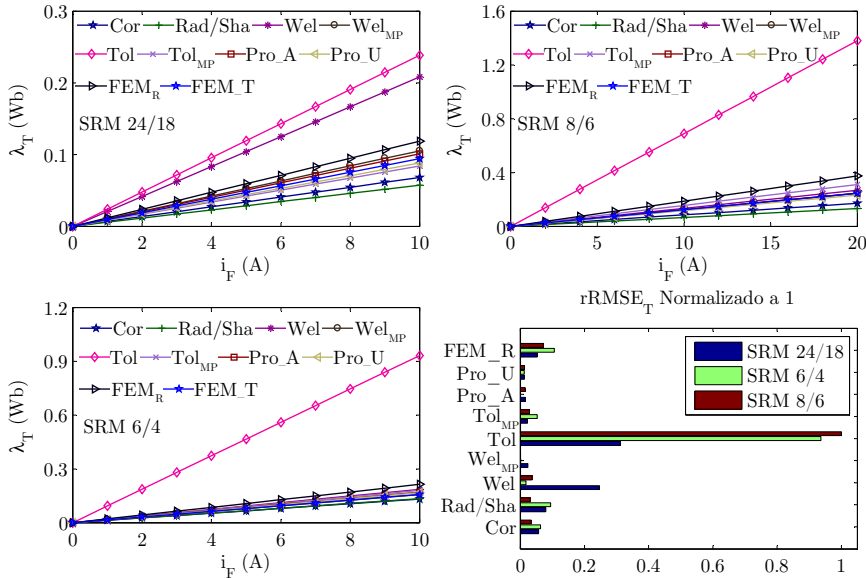 0.3
0.2
0.1
0
λ_T (Wb)
Cor Rad/Sha Wel Wel_MP
Tol Tol_MP Pro_A Pro_U
FEM_R FEM_T
SRM 24/18
0 2 4 6 8 10
i_F (A)
1.6
1.2
0.8
0.4
0
λ_T (Wb)
Cor Rad/Sha Wel Wel_MP
Tol Tol_MP Pro_A Pro_U
FEM_R FEM_T
SRM 8/6
0 5 10 15 20
i_F (A)
1.2
0.9
0.6
0.3
0
λ_T (Wb)
Cor Rad/Sha Wel Wel_MP
Tol Tol_MP Pro_A Pro_U
FEM_R FEM_T
SRM 6/4
0 2 4 6 8 10
i_F (A)
rRMSE_T Normalizado a 1
FEM_R
Pro_U
Pro_A
Tol_MP
Tol
Wel_MP
Wel
Rad/Sha
Cor
SRM 24/18
SRM 6/4
SRM 8/6
0 0.2 0.4 0.6 0.8 1